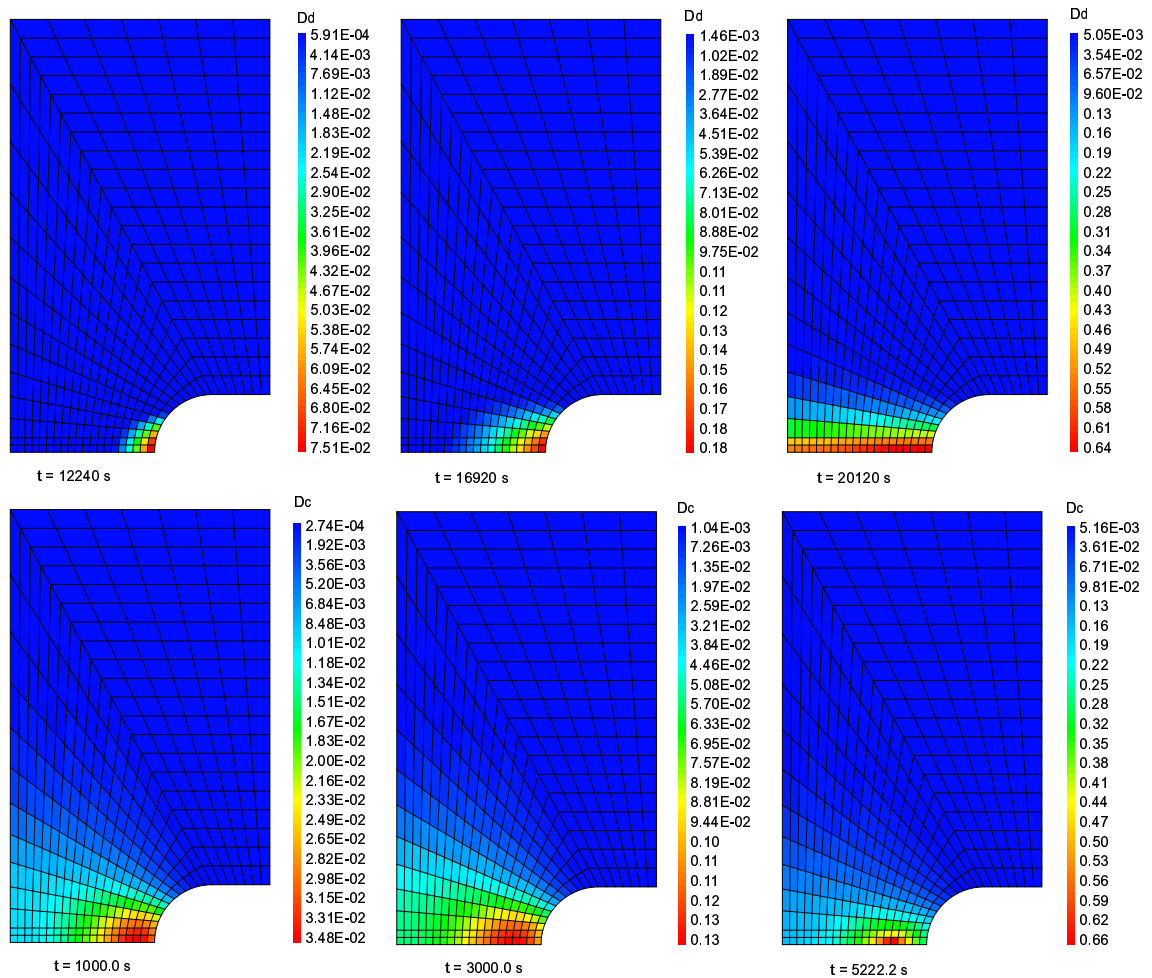 Dd
5.91E-04
4.14E-03
7.69E-03
1.12E-02
1.48E-02
1.83E-02
2.19E-02
2.54E-02
2.90E-02
3.25E-02
3.61E-02
3.96E-02
4.32E-02
4.67E-02
5.03E-02
5.38E-02
5.74E-02
6.09E-02
6.45E-02
6.80E-02
7.16E-02
7.51E-02
t = 12240 s
Dd
1.46E-03
1.02E-02
1.89E-02
2.77E-02
3.64E-02
4.51E-02
5.39E-02
6.26E-02
7.13E-02
8.01E-02
8.88E-02
9.75E-02
0.11
0.11
0.12
0.13
0.14
0.15
0.16
0.17
0.18
0.18
t = 16920 s
Dd
5.05E-03
3.54E-02
6.57E-02
9.60E-02
0.13
0.16
0.19
0.22
0.25
0.28
0.31
0.34
0.37
0.40
0.43
0.46
0.49
0.52
0.55
0.58
0.61
0.64
t = 20120 s
Dc
2.74E-04
1.92E-03
3.56E-03
5.20E-03
6.84E-03
8.48E-03
1.01E-02
1.18E-02
1.34E-02
1.51E-02
1.67E-02
1.83E-02
2.00E-02
2.16E-02
2.33E-02
2.49E-02
2.65E-02
2.82E-02
2.98E-02
3.15E-02
3.31E-02
3.48E-02
t = 1000.0 s
Dc
1.04E-03
7.26E-03
1.35E-02
1.97E-02
2.59E-02
3.21E-02
3.84E-02
4.46E-02
5.08E-02
5.70E-02
6.33E-02
6.95E-02
7.57E-02
8.19E-02
8.81E-02
9.44E-02
0.10
0.11
0.11
0.12
0.13
0.13
t = 3000.0 s
Dc
5.16E-03
3.61E-02
6.71E-02
9.81E-02
0.13
0.16
0.19
0.22
0.25
0.28
0.32
0.35
0.38
0.41
0.44
0.47
0.50
0.53
0.56
0.59
0.62
0.66
t = 5222.2 s